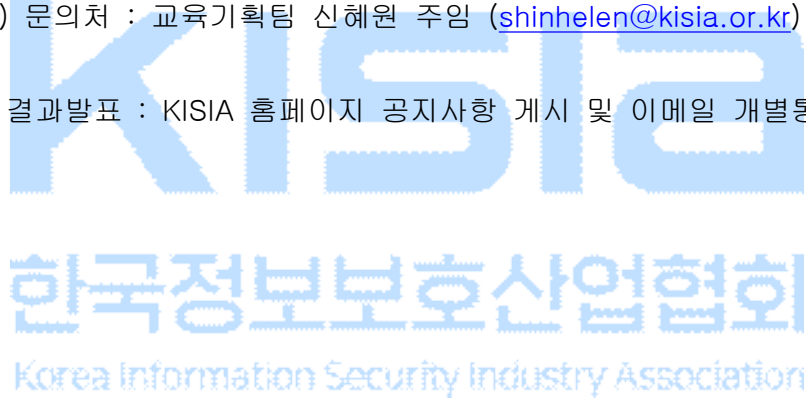 ) 문의처 : 교육기획팀 신혜원 주임 (shinhelen@kisia.or.kr)
결과발표 : KISIA 홈페이지 공지사항 게시 및 이메일 개별통
KISIA
한국정보보호산업협회
Korea Information Security Industry Association